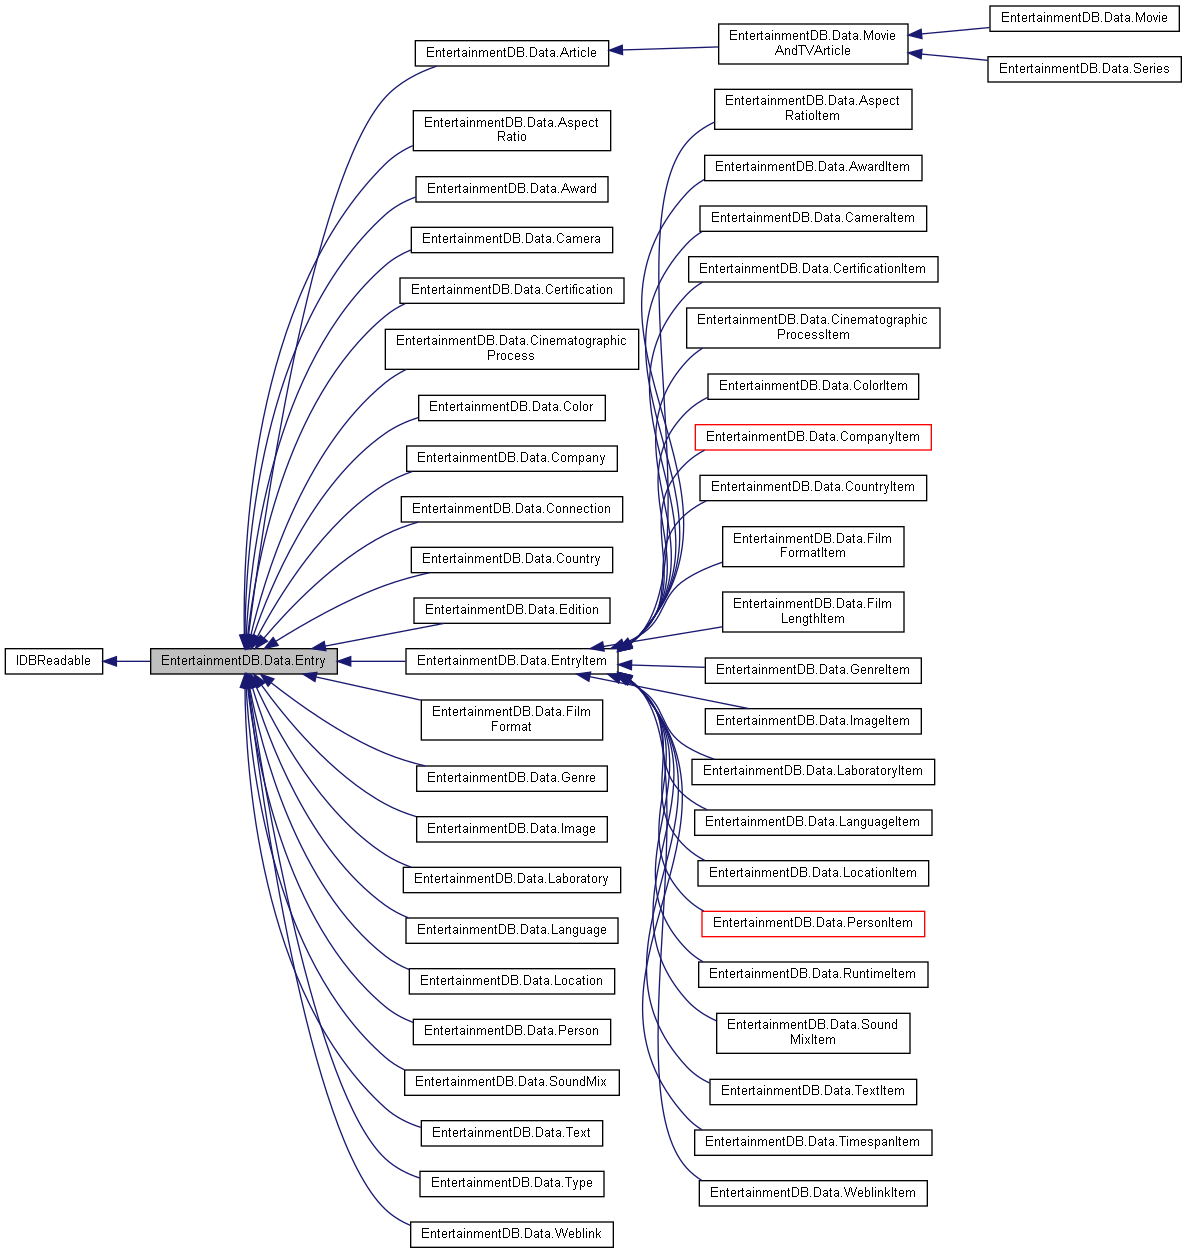 IDBReadable
EntertainmentDB.Data.Entry
EntertainmentDB.Data.Article
EntertainmentDB.Data.Aspect
Ratio
EntertainmentDB.Data.Award
EntertainmentDB.Data.Camera
EntertainmentDB.Data.Certification
EntertainmentDB.Data.Cinematographic
Process
EntertainmentDB.Data.Color
EntertainmentDB.Data.Company
EntertainmentDB.Data.Connection
EntertainmentDB.Data.Country
EntertainmentDB.Data.Edition
EntertainmentDB.Data.EntryItem
EntertainmentDB.Data.Film
Format
EntertainmentDB.Data.Genre
EntertainmentDB.Data.Image
EntertainmentDB.Data.Laboratory
EntertainmentDB.Data.Language
EntertainmentDB.Data.Location
EntertainmentDB.Data.Person
EntertainmentDB.Data.SoundMix
EntertainmentDB.Data.Text
EntertainmentDB.Data.Type
EntertainmentDB.Data.Weblink
EntertainmentDB.Data.Movie
AndTVArticle
EntertainmentDB.Data.Aspect
RatioItem
EntertainmentDB.Data.AwardItem
EntertainmentDB.Data.CameraItem
EntertainmentDB.Data.CertificationItem
EntertainmentDB.Data.Cinematographic
ProcessItem
EntertainmentDB.Data.ColorItem
EntertainmentDB.Data.CompanyItem
EntertainmentDB.Data.CountryItem
EntertainmentDB.Data.Film
FormatItem
EntertainmentDB.Data.Film
LengthItem
EntertainmentDB.Data.GenreItem
EntertainmentDB.Data.ImageItem
EntertainmentDB.Data.LaboratoryItem
EntertainmentDB.Data.LanguageItem
EntertainmentDB.Data.LocationItem
EntertainmentDB.Data.PersonItem
EntertainmentDB.Data.RuntimeItem
EntertainmentDB.Data.Sound
MixItem
EntertainmentDB.Data.TextItem
EntertainmentDB.Data.TimespanItem
EntertainmentDB.Data.WeblinkItem
EntertainmentDB.Data.Movie
EntertainmentDB.Data.Series